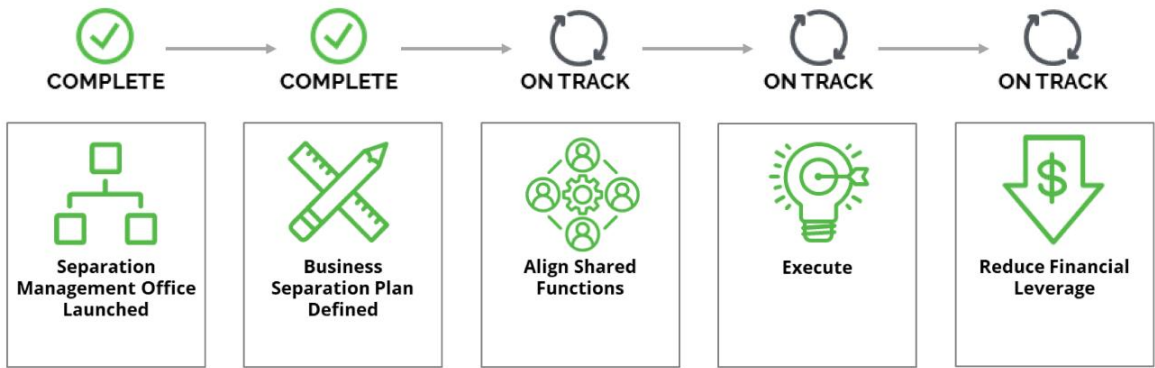 COMPLETE
COMPLETE
ON TRACK
ON TRACK
ON TRACK
Separation
Management Office
Launched
Business
Separation Plan
Defined
Align Shared
Functions
Execute
$
Reduce Financial
Leverage